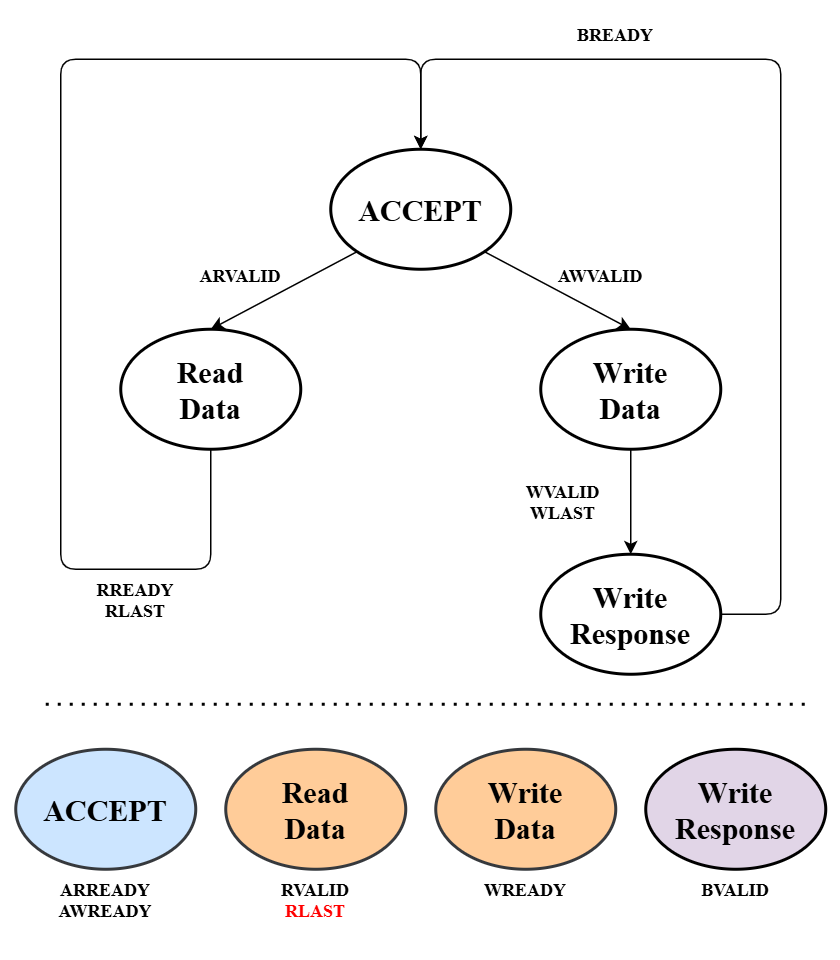 BREADY
ACCEPT
ARVALID
AWVALID
Read
Data
Write
Data
WVALID
WLAST
RREADY
RLAST
Write
Response
ACCEPT
ARREADY
AWREADY
Read
Data
RVALID
RLAST
Write
Data
WREADY
Write
Response
BVALID